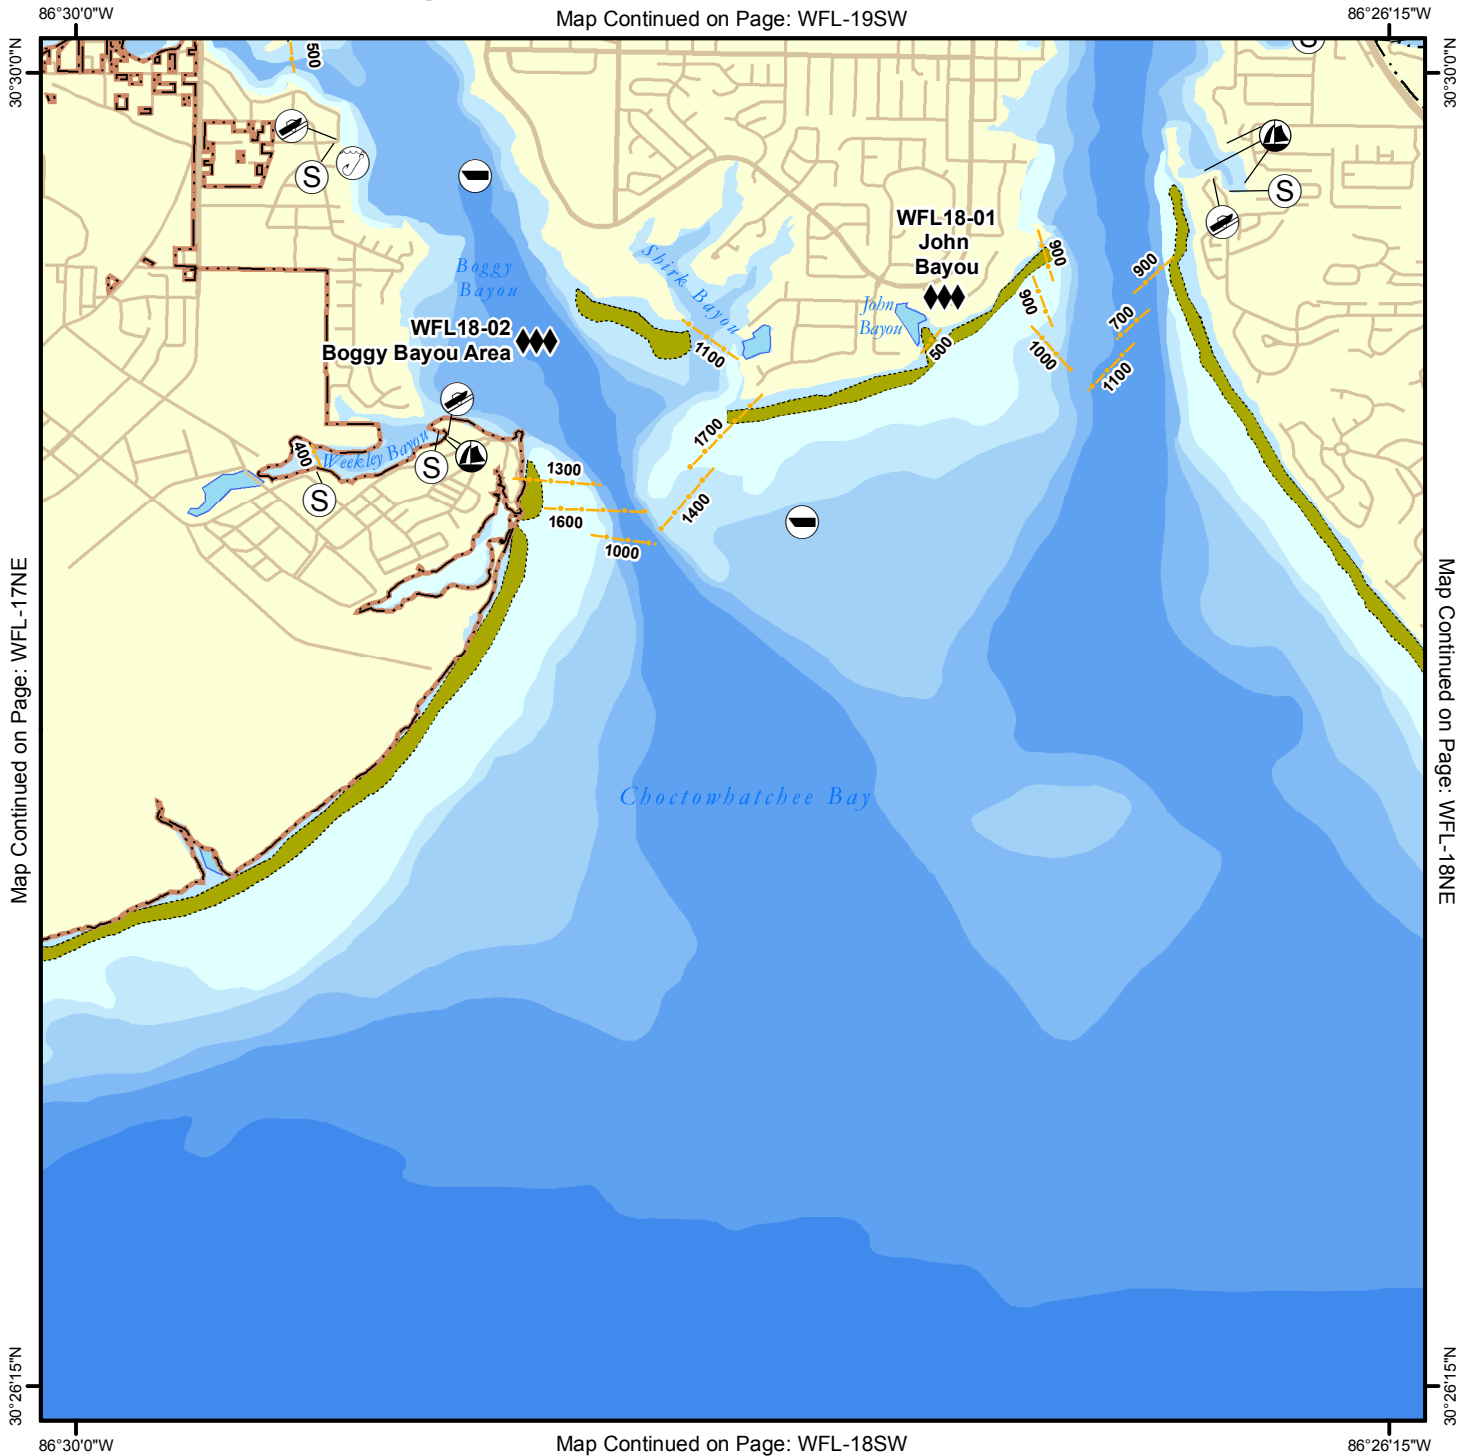 86°30'0"W
Map Continued on Page: WFL-19SW
86°26'15"W
30°30'0"N
30°30'0"N
500
S
S
WFL18-01
John
Bayou
900
900
Shirk Bayou
Boggy
Bayou
900
John
Bayou
700
WFL18-02
Boggy Bayou Area
500
1100
1000
1100
1700
400
Weekley Bayou
S
1300
S
1400
1600
1000
Map Continued on Page: WFL-17NE
Map Continued on Page: WFL-18NE
Choctowhatchee Bay
30°26'15"N
30°26'15"N
86°30'0"W
Map Continued on Page: WFL-18SW
86°26'15"W